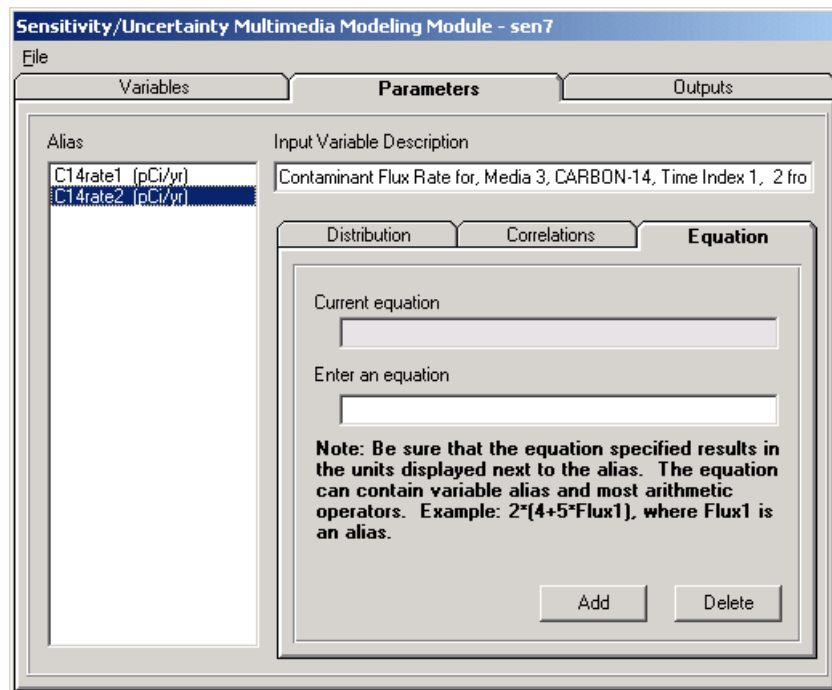 Sensitivity/Uncertainty Multimedia Modeling Module - sen7
File
Variables
Parameters
Outputs
Alias
C14rate1 (pCi/yr)
C14rate2 (pCi/yr)
Input Variable Description
Contaminant Flux Rate for, Media 3, CARBON-14, Time Index 1, 2 fro
Distribution
Correlations
Equation
Current equation
Enter an equation
Note: Be sure that the equation specified results in
the units displayed next to the alias. The equation
can contain variable alias and most arithmetic
operators. Example: 2*(4+5*Flux1), where Flux1 is
an alias.
Add
Delete